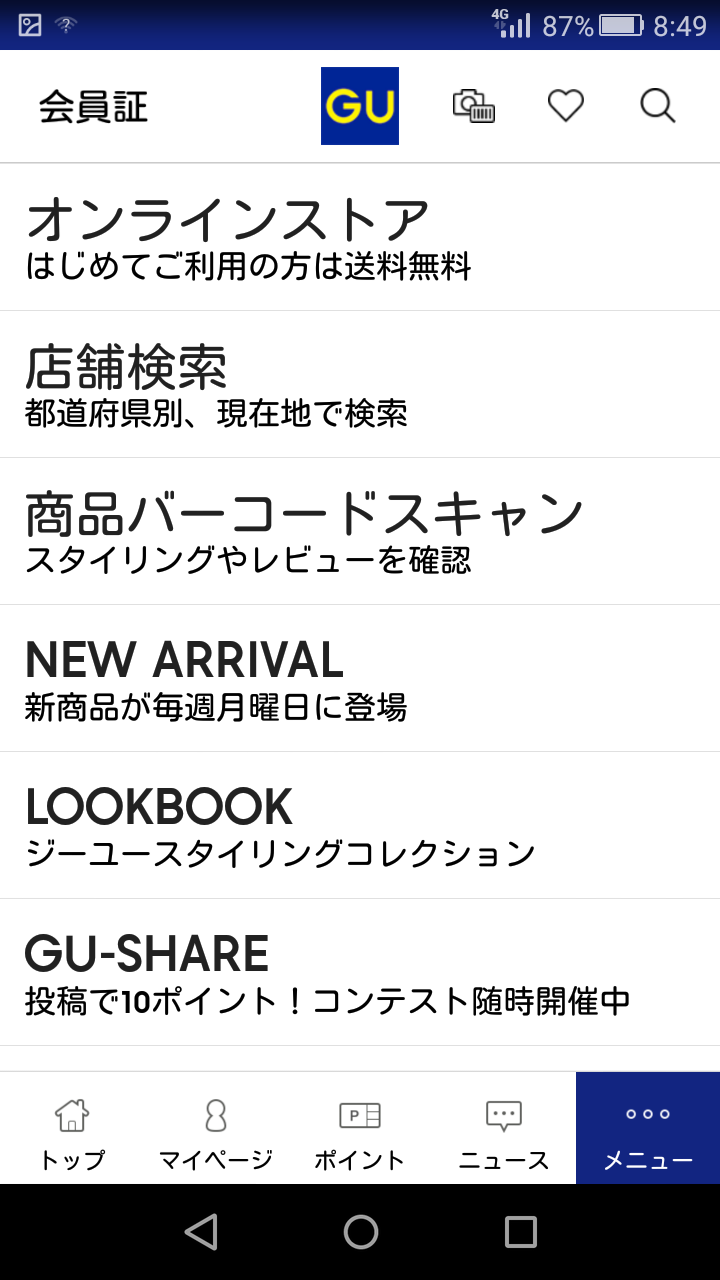 4G 87% 8:49
会員証 GU
オンラインストア
はじめてご利用の方は送料無料
店舗検索
都道府県別、現在地で検索
商品バーコードスキャン
スタイリングやレビューを確認
NEW ARRIVAL
新商品が毎週月曜日に登場
LOOKBOOK
ジーユースタイリングコレクション
GU-SHARE
投稿で10ポイント！コンテスト随時開催中
P
トップ マイページ ポイント ニュース メニュー